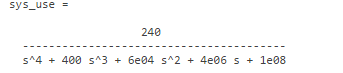 sys_use =
240
----------------------------------------
s^4 + 400 s^3 + 6e04 s^2 + 4e06 s + 1e08